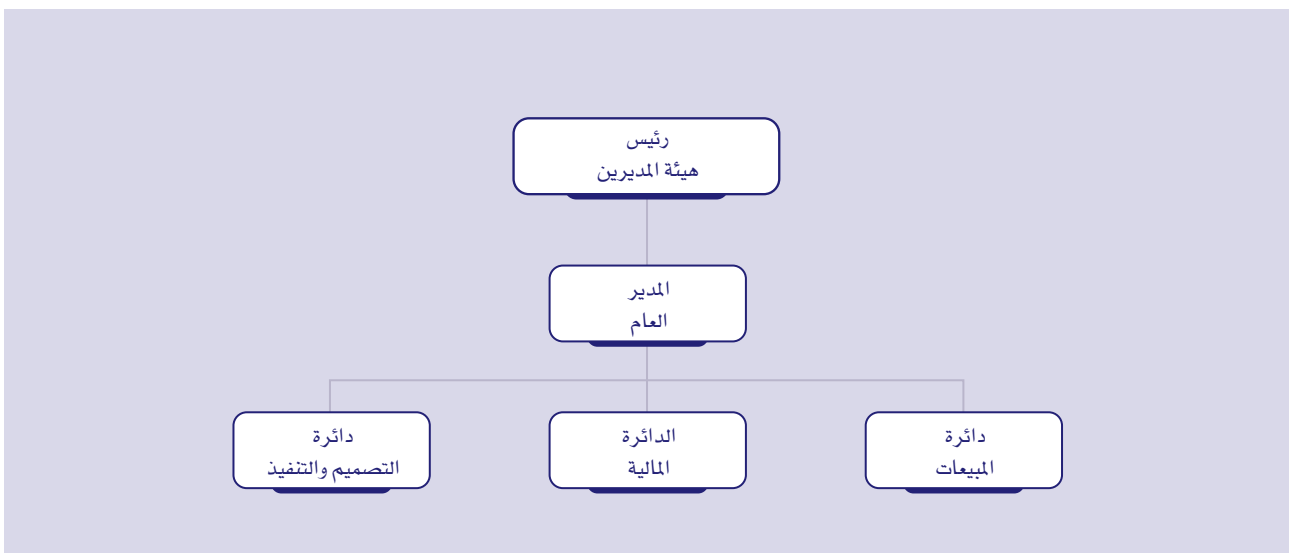 رئيس
هيئة المديرين
المدير
العام
دائرة
المبيعات
الدائرة
المالية
دائرة
التصميم والتنفيذ